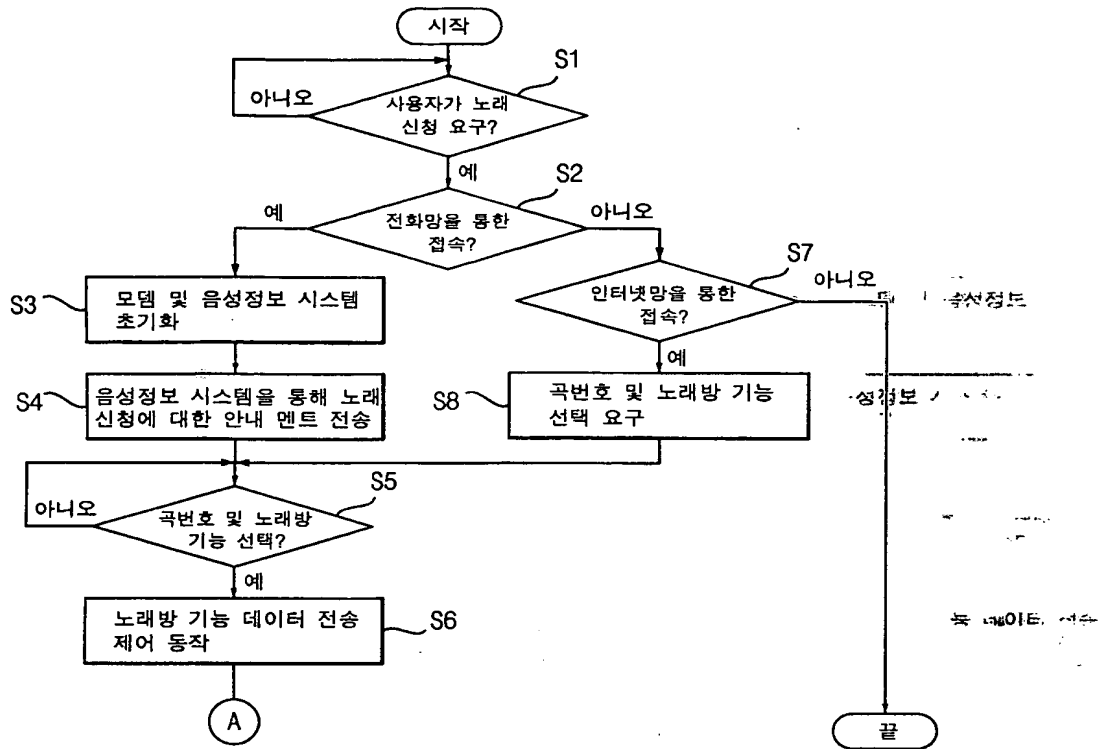 시작
S1
아니오
사용자가 노래
신청 요구?
예
S2
예
전화망을 통한
접속?
아니오
S7
S3
모뎀 및 음성정보 시스템
초기화
인터넷망을 통한
접속?
아니오
예
S4
음성정보 시스템을 통해 노래
신청에 대한 안내 멘트 전송
S8
곡번호 및 노래방 기능
선택 요구
S5
아니오
곡번호 및 노래방
기능 선택?
예
노래방 기능 데이터 전송
제어 동작
S6
A
끝